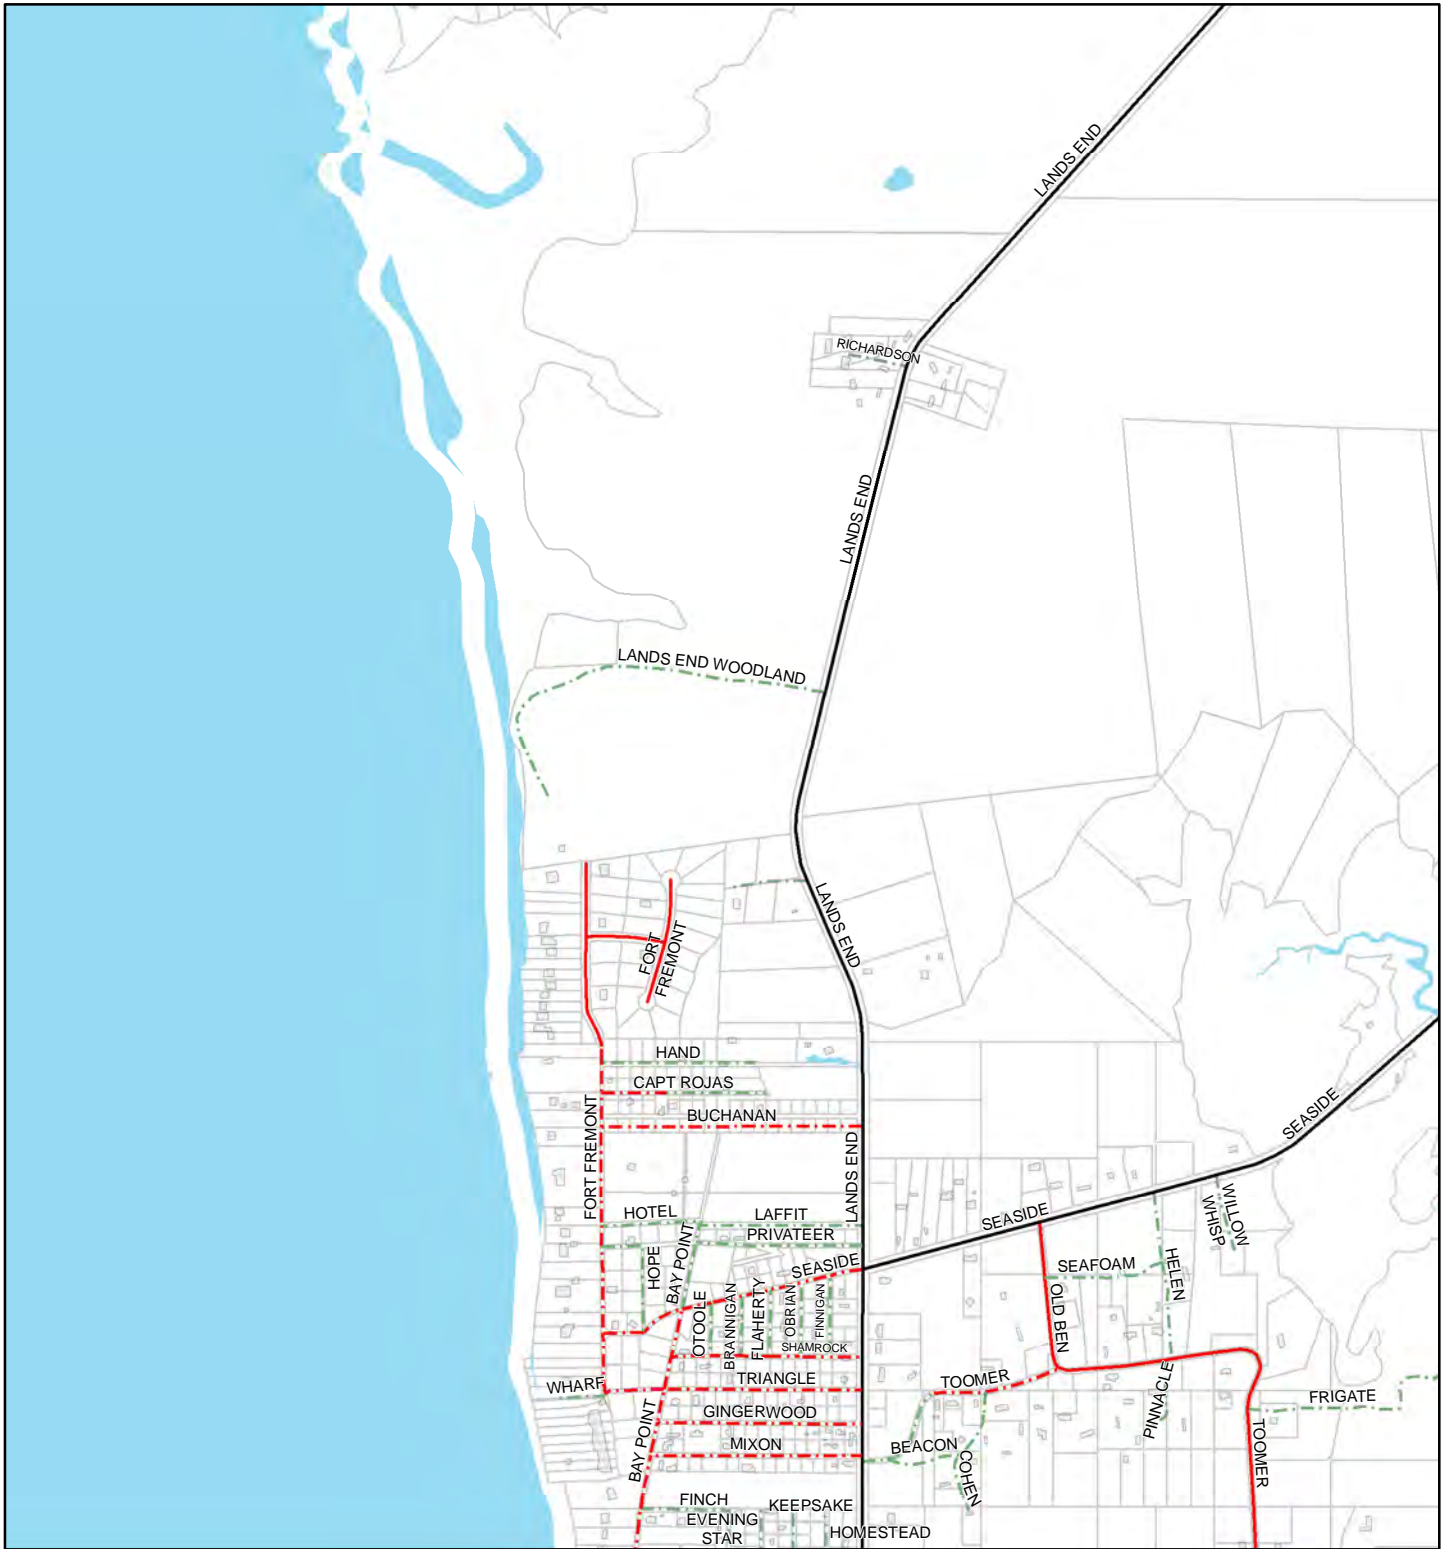 LANDS END
RICHARDSON
LANDS END
LANDS END WOODLAND
LANDS END
FORT
FREMONT
HAND
CAPT ROJAS
BUCHANAN
FORT FREMONT
LANDS END
SEASIDE
HOTEL
LAFFIT
PRIVATEER
SEASIDE
WILLOW
WHISP
HOPE
BAY POINT
SEASIDE
SEAFOAM
HELEN
OTOOLE
BRANNIGAN
FLAHERTY
OBRIAN
FINNIGAN
OLD BEN
SHAMROCK
WHARF
TRIANGLE
TOOMER
PINNACLE
FRIGATE
GINGERWOOD
BAY POINT
MIXON
BEACON
COHEN
TOOMER
FINCH
KEEPSAKE
EVENING
STAR
HOMESTEAD